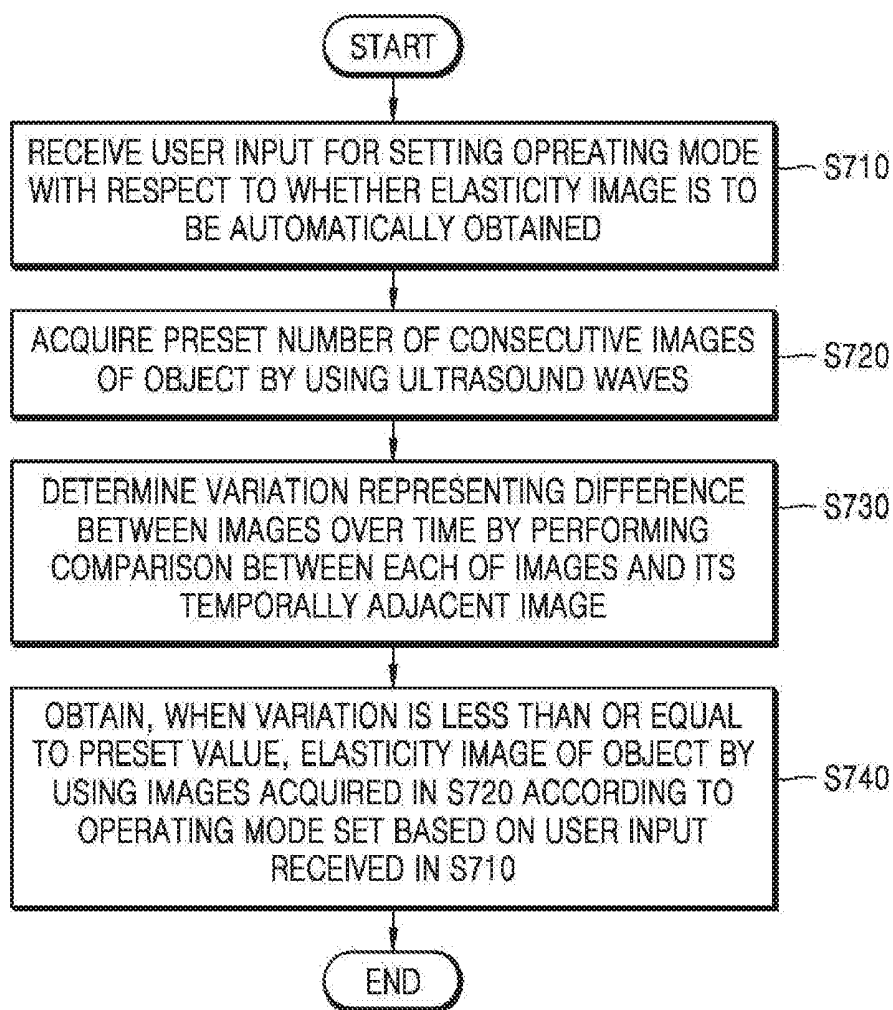 START
RECEIVE USER INPUT FOR SETTING OPREATING MODE
WITH RESPECT TO WHETHER ELASTICITY IMAGE IS TO
BE AUTOMATICALLY OBTAINED
S710
ACQUIRE PRESET NUMBER OF CONSECUTIVE IMAGES
OF OBJECT BY USING ULTRASOUND WAVES
S720
DETERMINE VARIATION REPRESENTING DIFFERENCE
BETWEEN IMAGES OVER TIME BY PERFORMING
COMPARISON BETWEEN EACH OF IMAGES AND ITS
TEMPORALLY ADJACENT IMAGE
S730
OBTAIN, WHEN VARIATION IS LESS THAN OR EQUAL
TO PRESET VALUE, ELASTICITY IMAGE OF OBJECT BY
USING IMAGES ACQUIRED IN S720 ACCORDING TO
OPERATING MODE SET BASED ON USER INPUT
RECEIVED IN S710
S740
END